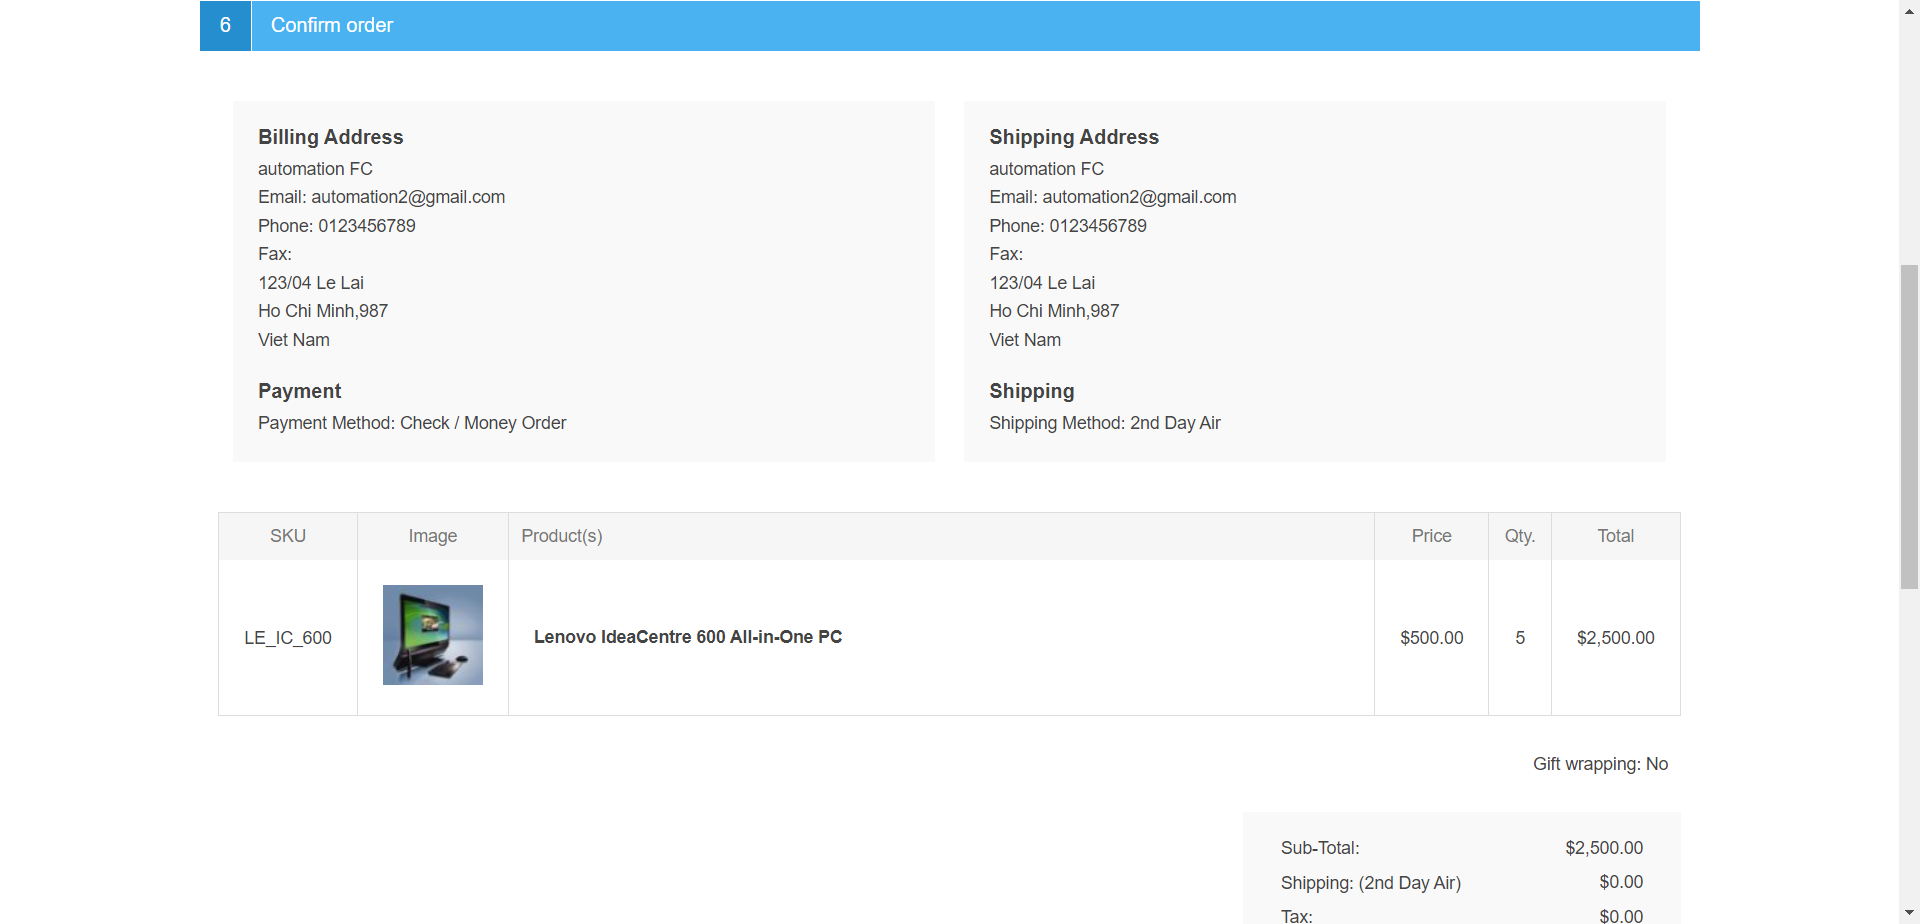 6 Confirm order
Billing Address
automation FC
Email: automation2@gmail.com
Phone: 0123456789
Fax:
123/04 Le Lai
Ho Chi Minh,987
Viet Nam
Payment
Payment Method: Check / Money Order
Shipping Address
automation FC
Email: automation2@gmail.com
Phone: 0123456789
Fax:
123/04 Le Lai
Ho Chi Minh,987
Viet Nam
Shipping
Shipping Method: 2nd Day Air
SKU Image Product(s) Price Qty. Total
LE_IC_600 Lenovo IdeaCentre 600 All-in-One PC $500.00 5 $2,500.00
Gift wrapping: No
Sub-Total: $2,500.00
Shipping: (2nd Day Air) $0.00
Tax: $0.00